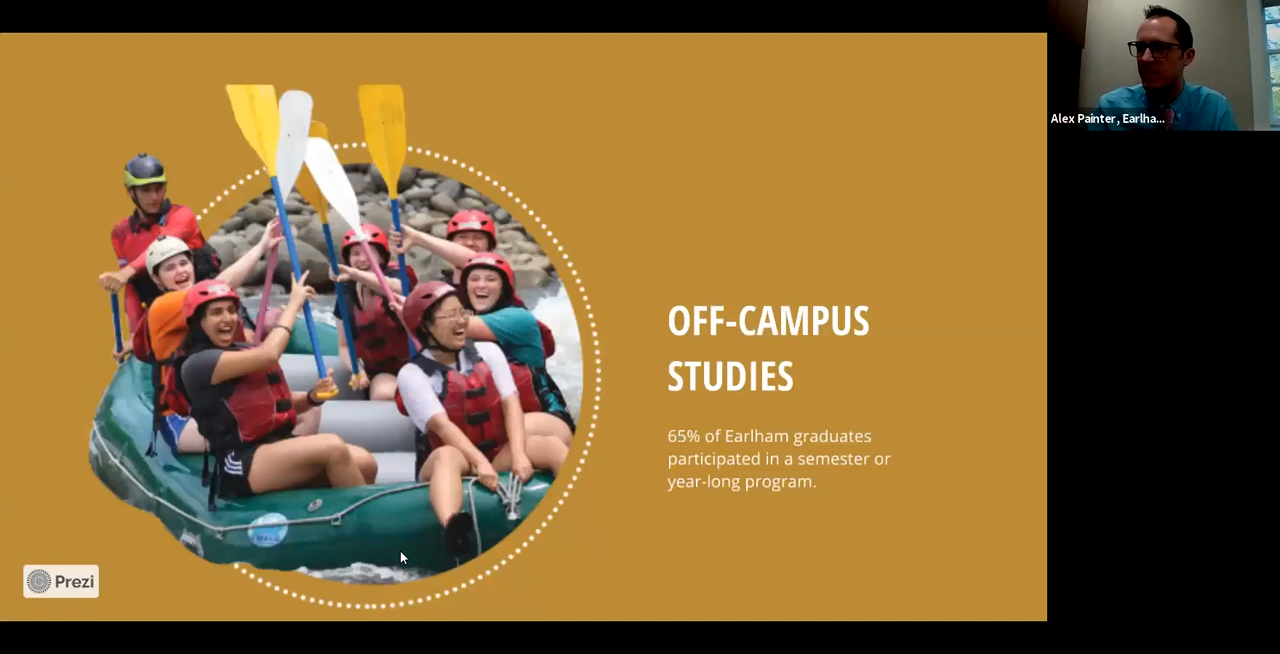 Alex Painter, Earlha...
OFF-CAMPUS
STUDIES
65% of Earlham graduates
participated in a semester or
year-long program.
Prezi